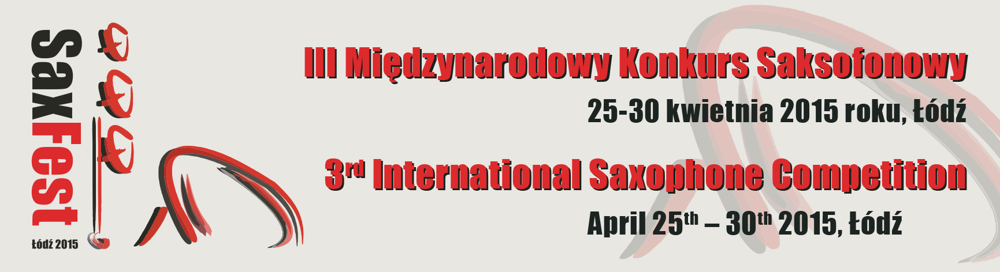 SaxFest
Łódź 2015
III Międzynarodowy Konkurs Saksofonowy
25-30 kwietnia 2015 roku, Łódź
3rd International Saxophone Competition
April 25th – 30th 2015, Łódź